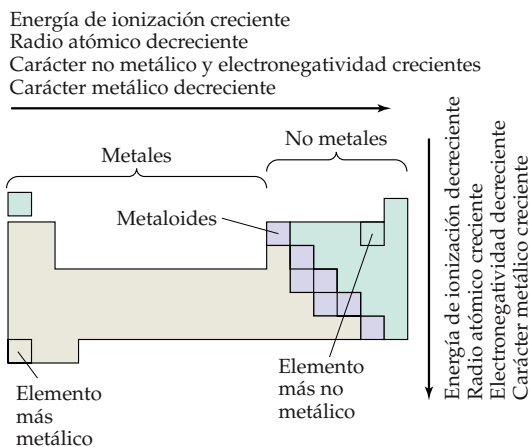 Energía de ionización creciente
Radio atómico decreciente
Carácter no metálico y electronegatividad crecientes
Carácter metálico decreciente
No metales
Metales
Metaloides
Elemento
más
metálico
Elemento
más no
metálico
Energía de ionización decreciente
Radio atómico creciente
Electronegatividad decreciente
Carácter metálico creciente